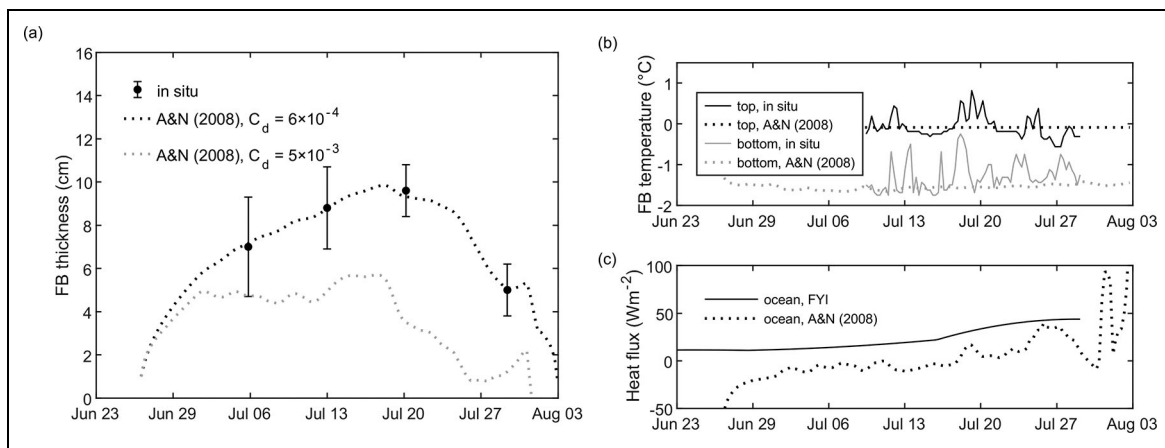 (a)
FB thickness (cm)
16
14
12
10
8
6
4
2
0
in situ
A&N (2008), C_d = 6×10⁻⁴
A&N (2008), C_d = 5×10⁻³
Jun 23 Jun 29 Jul 06 Jul 13 Jul 20 Jul 27 Aug 03
(b)
FB temperature (°C)
1
0
-1
-2
top, in situ
top, A&N (2008)
bottom, in situ
bottom, A&N (2008)
Jun 23 Jun 29 Jul 06 Jul 13 Jul 20 Jul 27 Aug 03
(c)
Heat flux (Wm⁻²)
100
50
0
-50
ocean, FYI
ocean, A&N (2008)
Jun 23 Jun 29 Jul 06 Jul 13 Jul 20 Jul 27 Aug 03